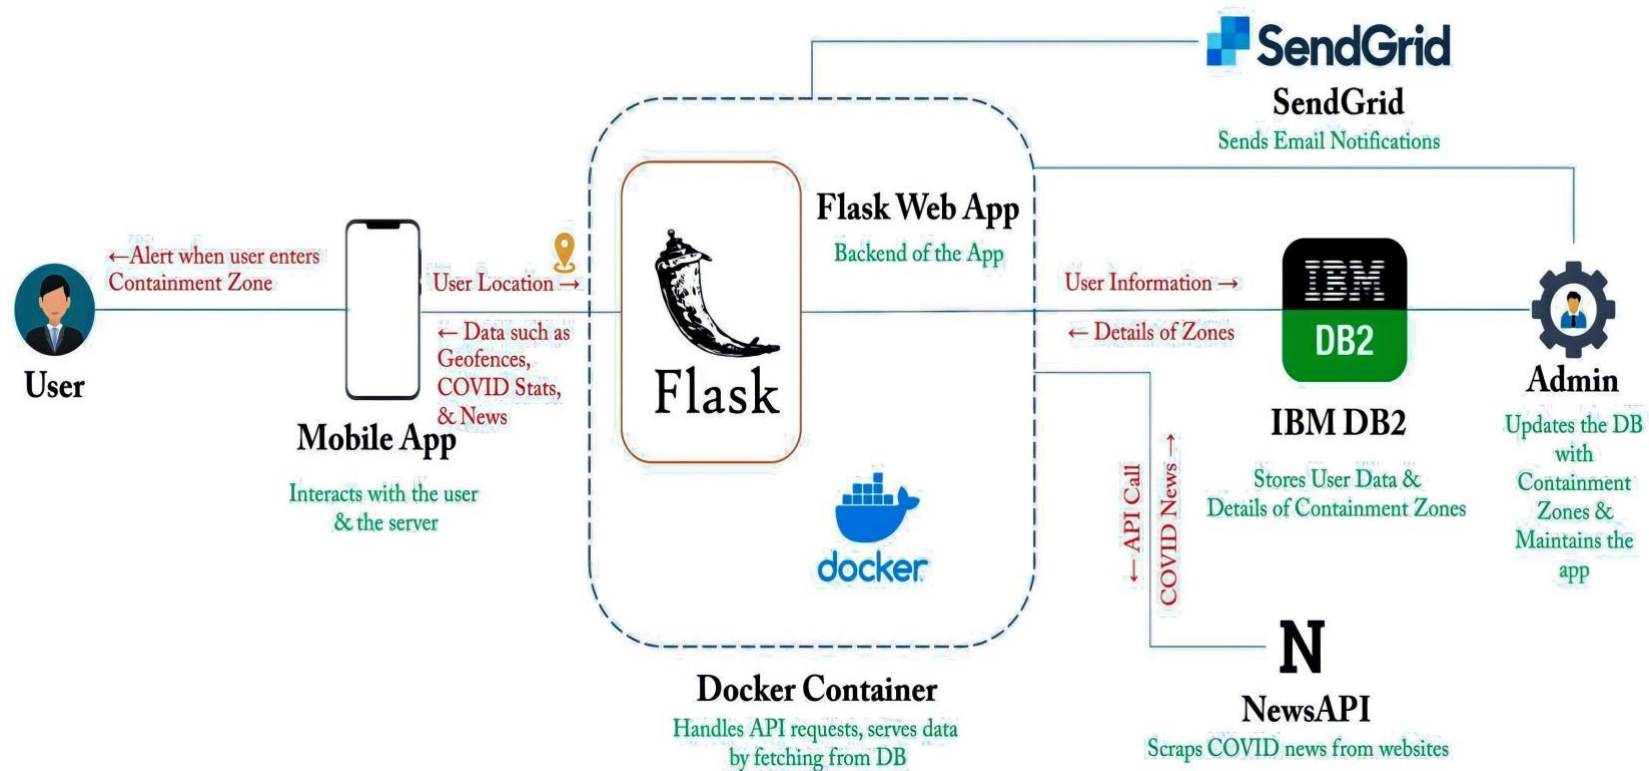 SendGrid
SendGrid
Sends Email Notifications
Flask Web App
Backend of the App
←Alert when user enters
Containment Zone
User
User Location →
← Data such as
Geofences,
COVID Stats,
& News
Mobile App
Interacts with the user
& the server
Flask
docker
Docker Container
Handles API requests, serves data
by fetching from DB
User Information →
← Details of Zones
IBM
DB2
IBM DB2
Stores User Data &
Details of Containment Zones
Admin
Updates the DB
with
Containment
Zones &
Maintains the
app
← API Call
COVID News →
N
NewsAPI
Scraps COVID news from websites